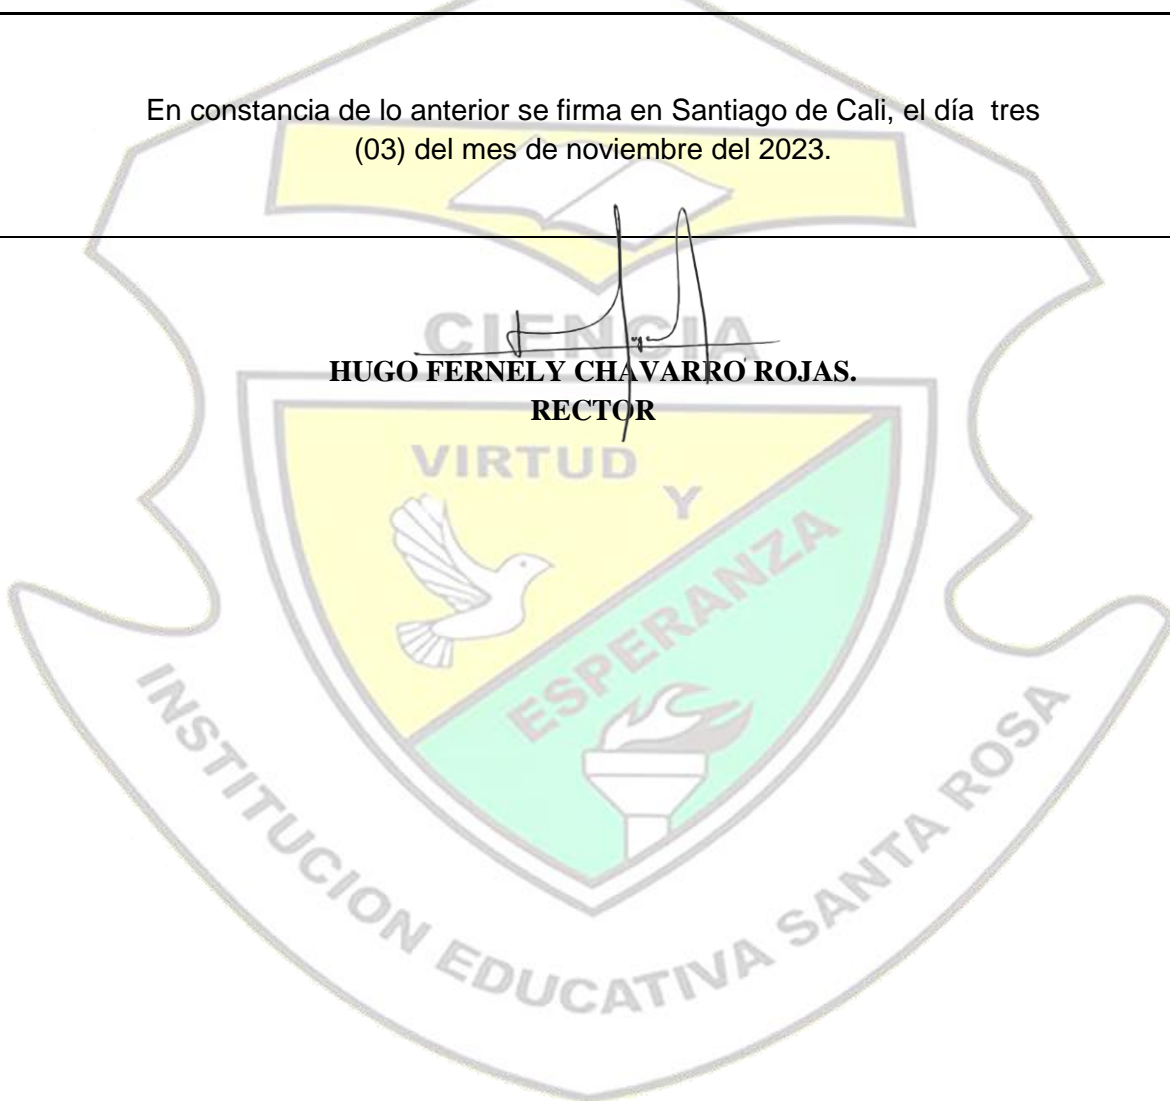 En constancia de lo anterior se firma en Santiago de Cali, el día  tres
(03) del mes de noviembre del 2023.
CIENCIA
HUGO FERNELY CHAVARRO ROJAS.
RECTOR
VIRTUD
Y
ESPERANZA
INSTITUCION EDUCATIVA SANTA ROSA